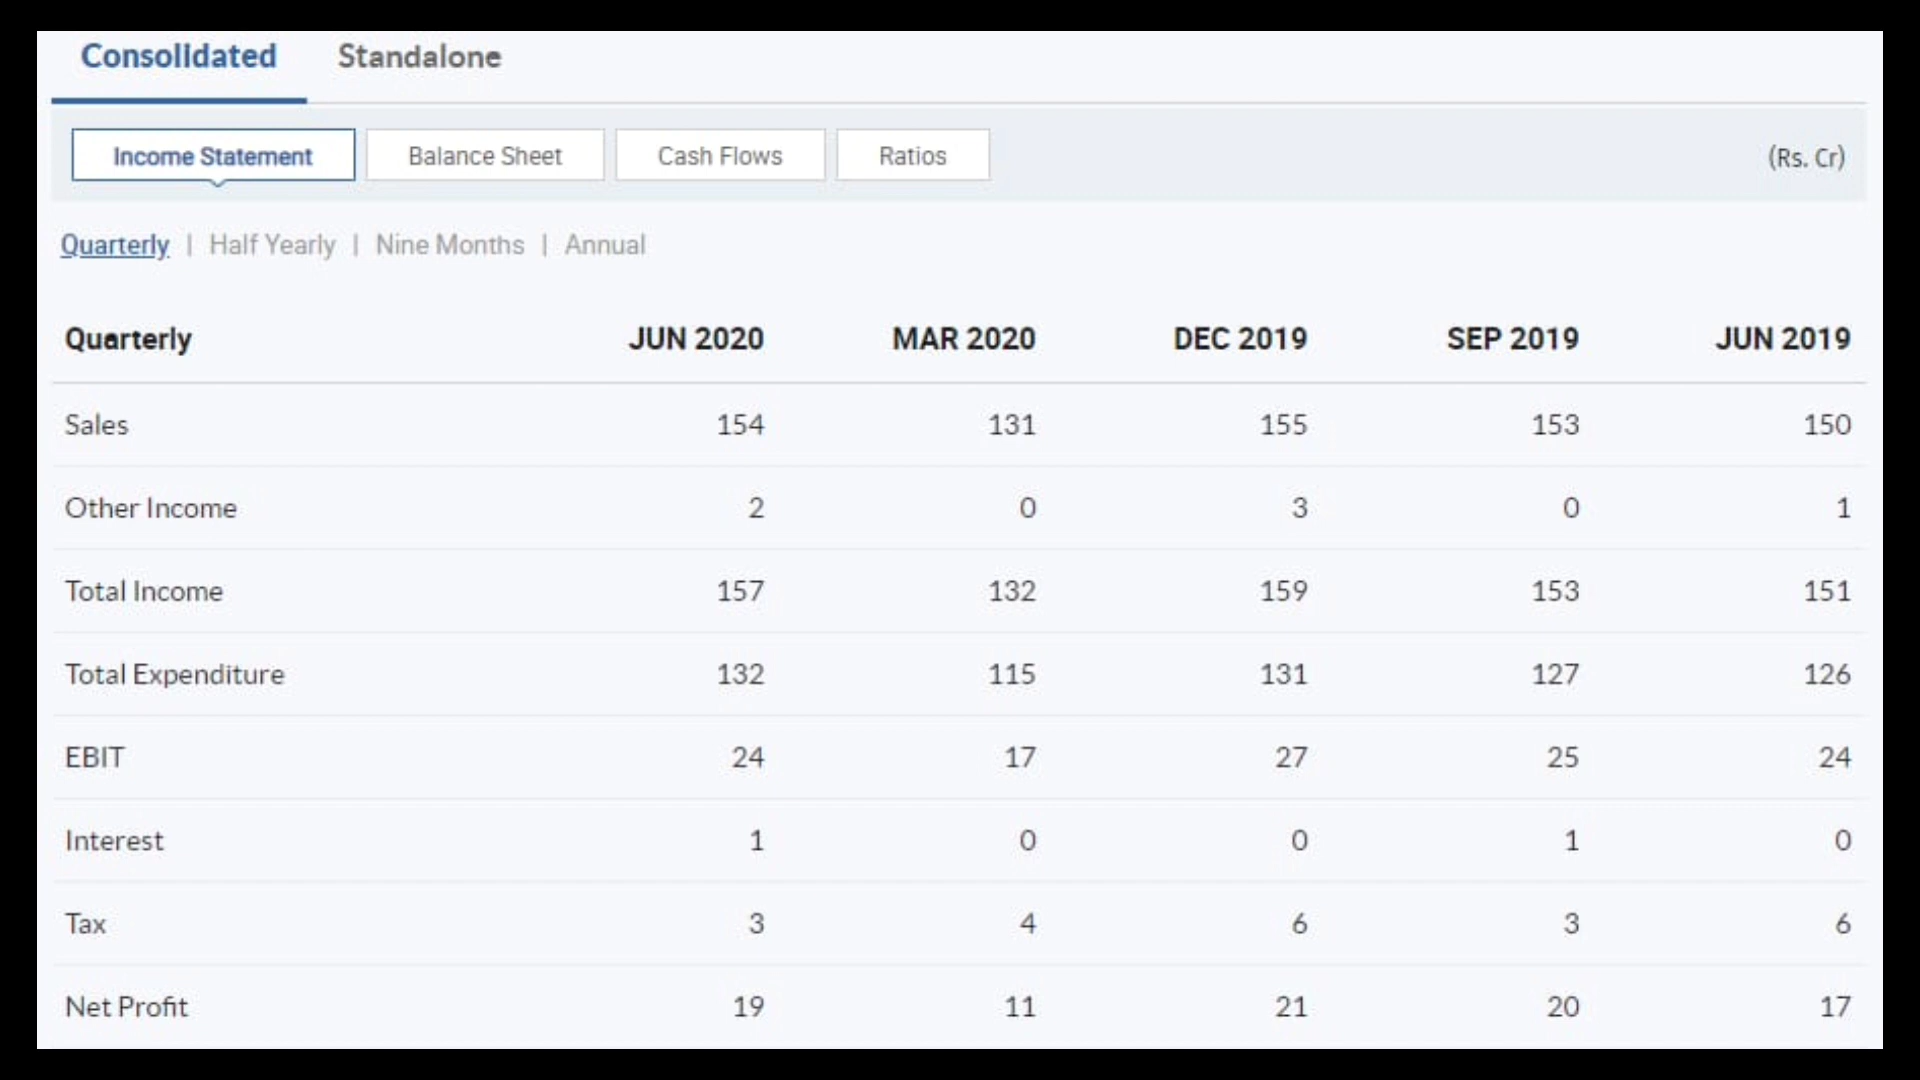 Consolidated Standalone
Income Statement Balance Sheet Cash Flows Ratios (Rs. Cr)
Quarterly | Half Yearly | Nine Months | Annual
Quarterly JUN 2020 MAR 2020 DEC 2019 SEP 2019 JUN 2019
Sales 154 131 155 153 150
Other Income 2 0 3 0 1
Total Income 157 132 159 153 151
Total Expenditure 132 115 131 127 126
EBIT 24 17 27 25 24
Interest 1 0 0 1 0
Tax 3 4 6 3 6
Net Profit 19 11 21 20 17